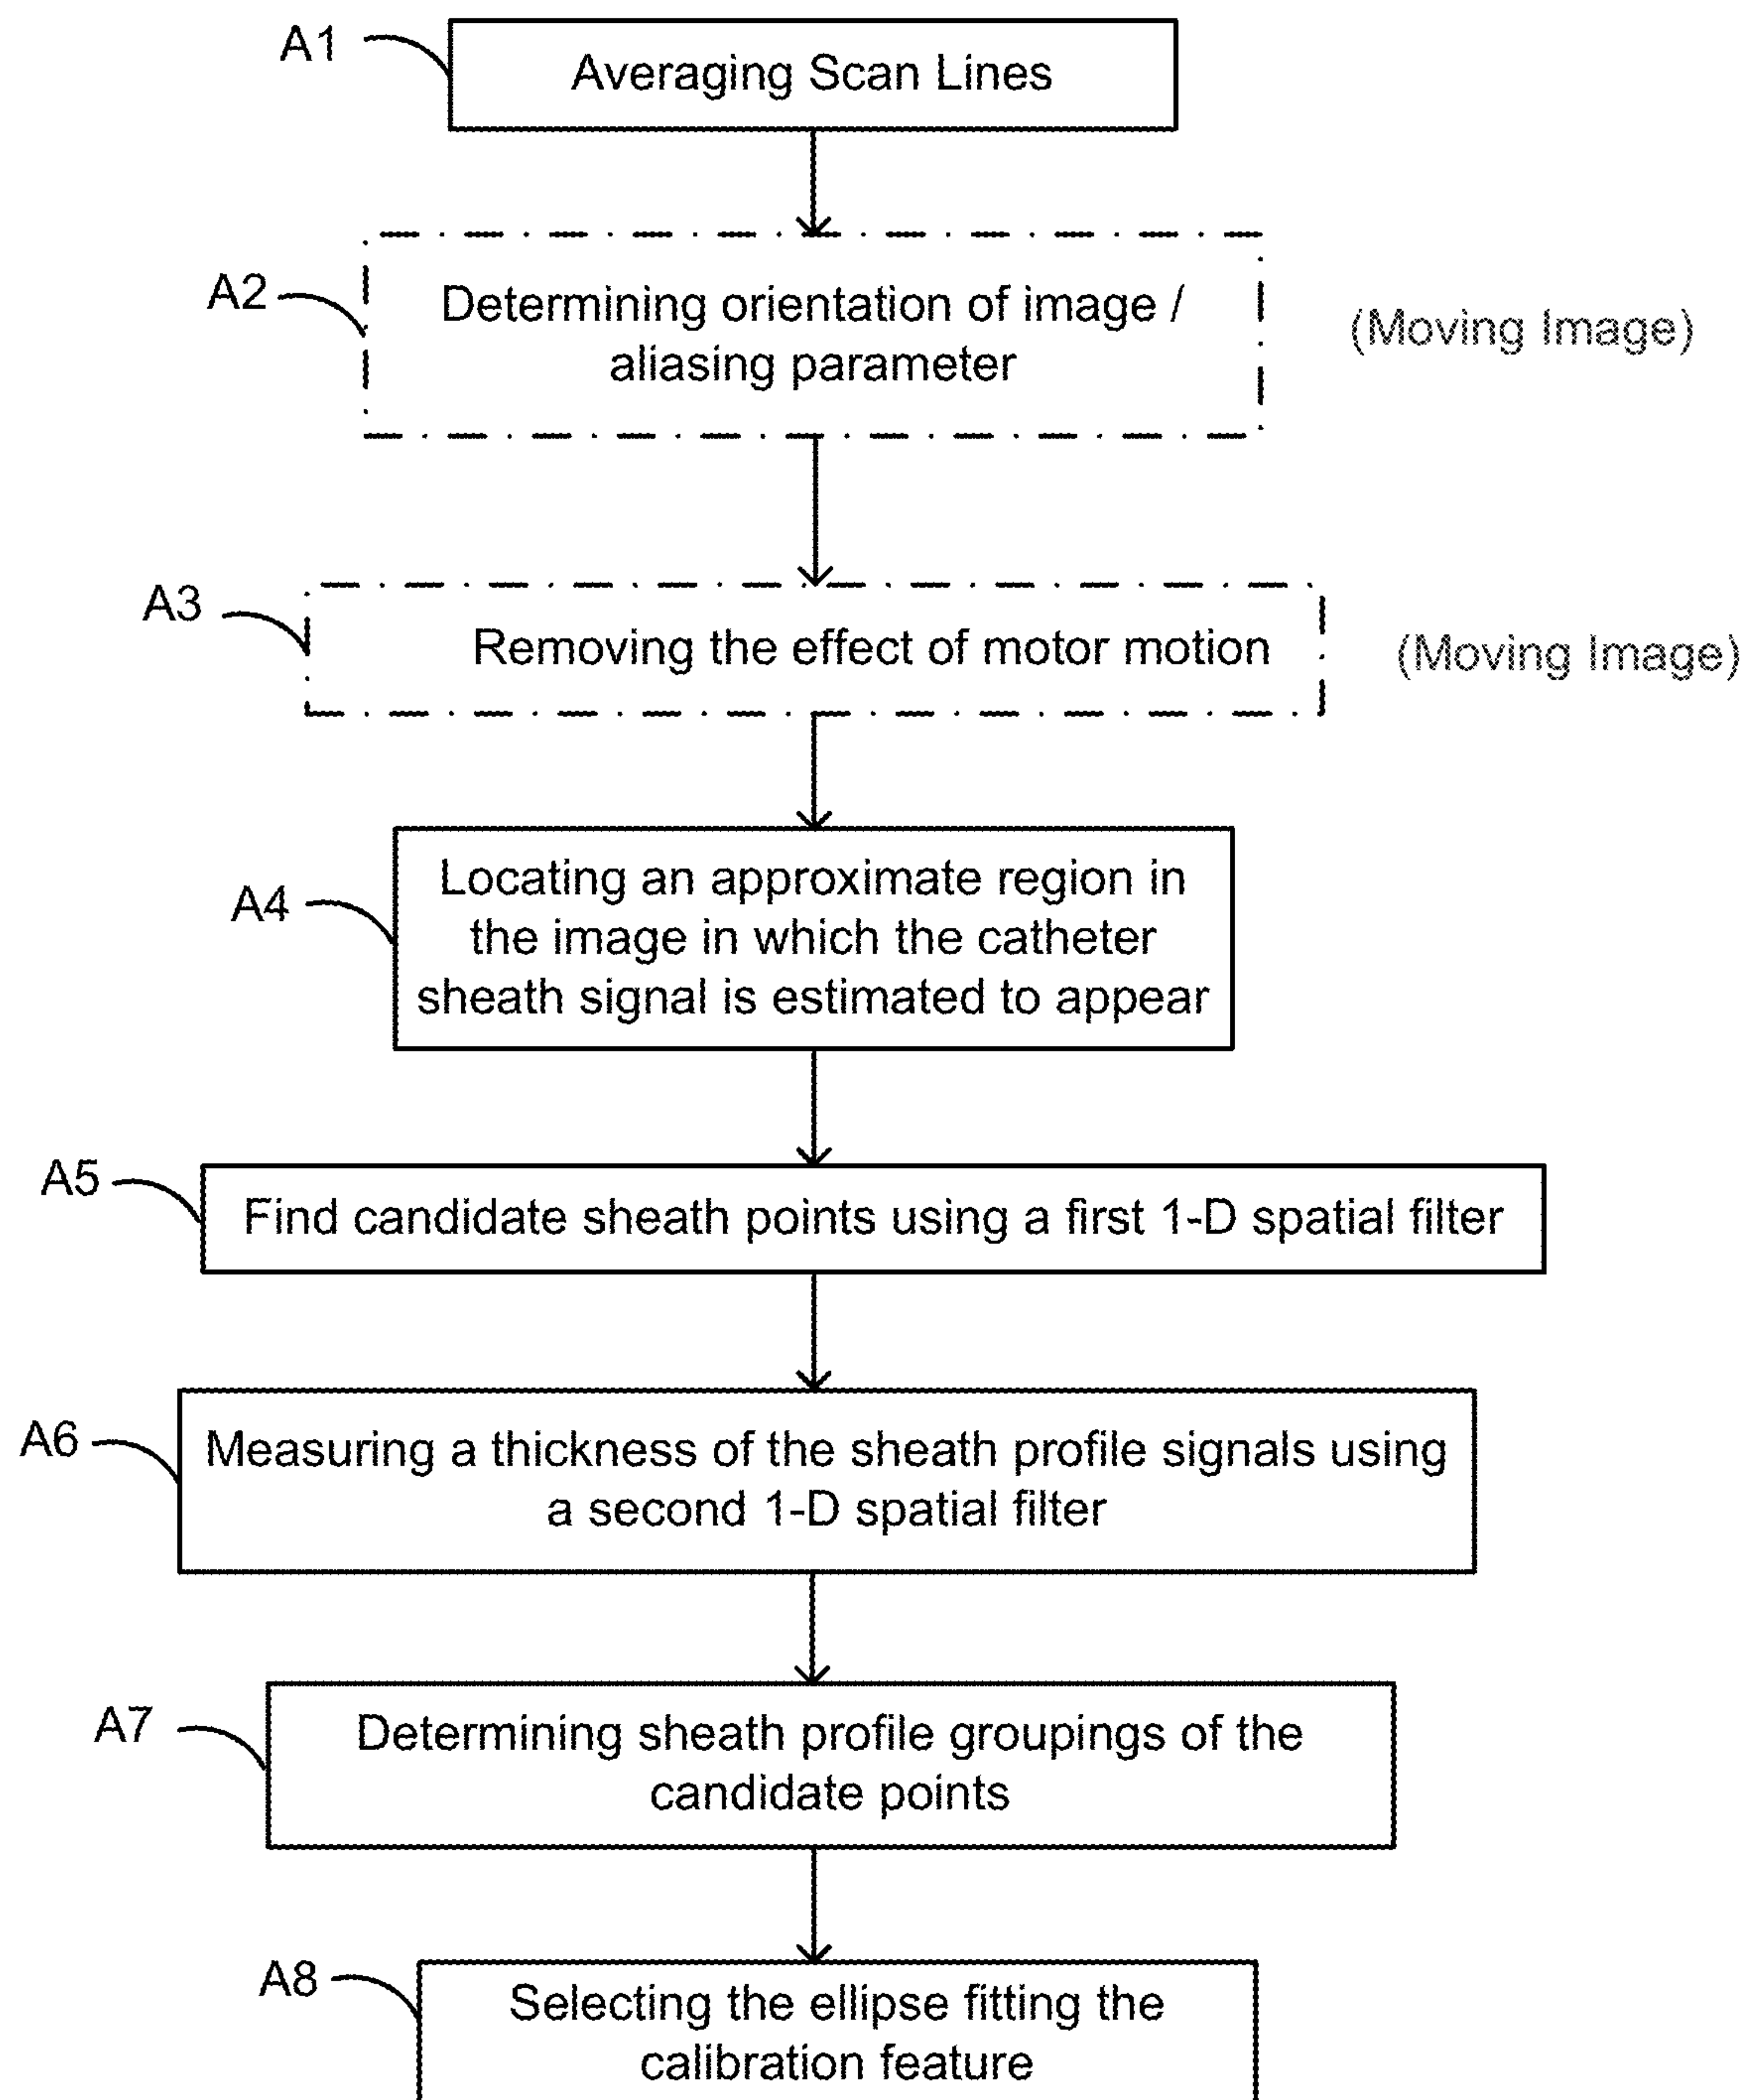 A1
Averaging Scan Lines
A2
Determining orientation of image /
aliasing parameter
(Moving Image)
A3
Removing the effect of motor motion
(Moving Image)
A4
Locating an approximate region in
the image in which the catheter
sheath signal is estimated to appear
A5
Find candidate sheath points using a first 1-D spatial filter
A6
Measuring a thickness of the sheath profile signals using
a second 1-D spatial filter
A7
Determining sheath profile groupings of the
candidate points
A8
Selecting the ellipse fitting the
calibration feature